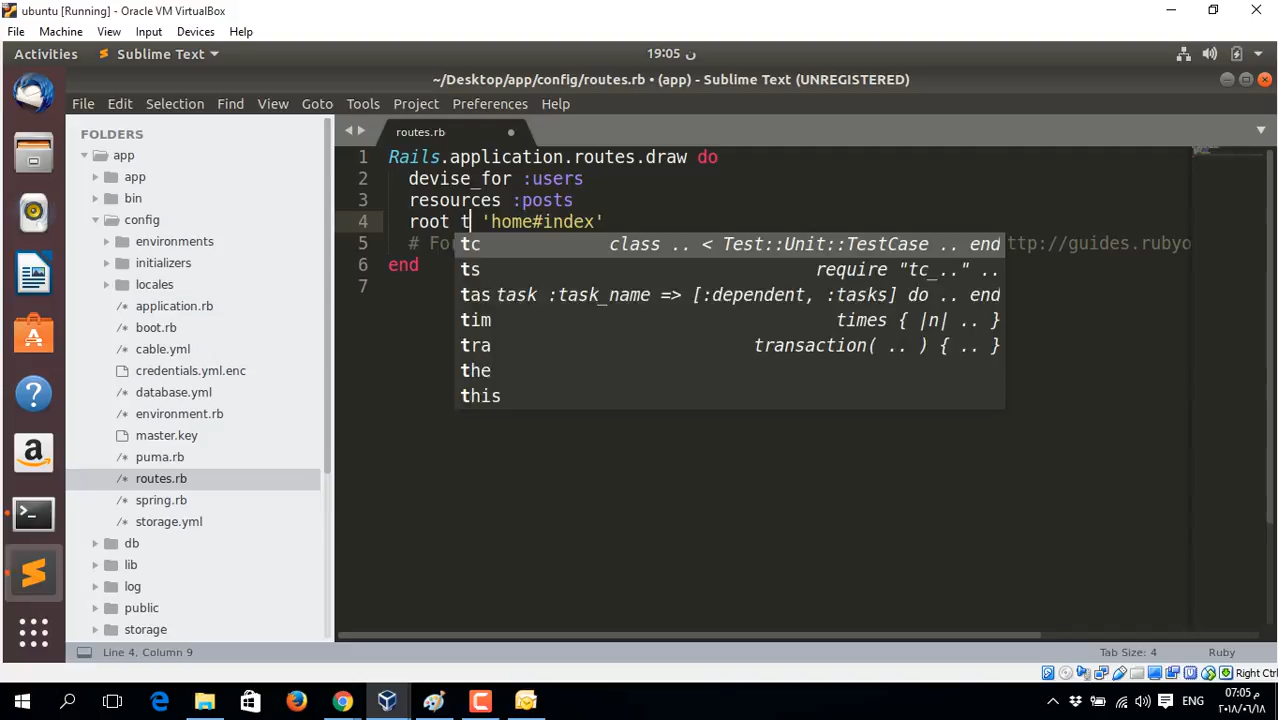 ubuntu [Running] - Oracle VM VirtualBox
File Machine View Input Devices Help
Activities Sublime Text 19:05 ن
~/Desktop/app/config/routes.rb • (app) - Sublime Text (UNREGISTERED)
File Edit Selection Find View Goto Tools Project Preferences Help
FOLDERS
app
app
bin
config
environments
initializers
locales
/* application.rb
/* boot.rb
/* cable.yml
credentials.yml.enc
/* database.yml
/* environment.rb
master.key
/* puma.rb
/* routes.rb
/* spring.rb
/* storage.yml
db
lib
log
public
storage
routes.rb
1 Rails.application.routes.draw do
2 devise_for :users
3 resources :posts
4 root t 'home#index'
5 # Fo ttp://guides.rubyo
6 end
7
tc class .. < Test::Unit::TestCase .. end
ts require "tc_.." ..
tas task :task_name => [:dependent, :tasks] do .. end
tim times { |n| .. }
tra transaction( .. ) { .. }
the
this
Line 4, Column 9 Tab Size: 4 Ruby
Right Ctrl
ENG
07:05 م
٢٠١٨/٠٦/١٨